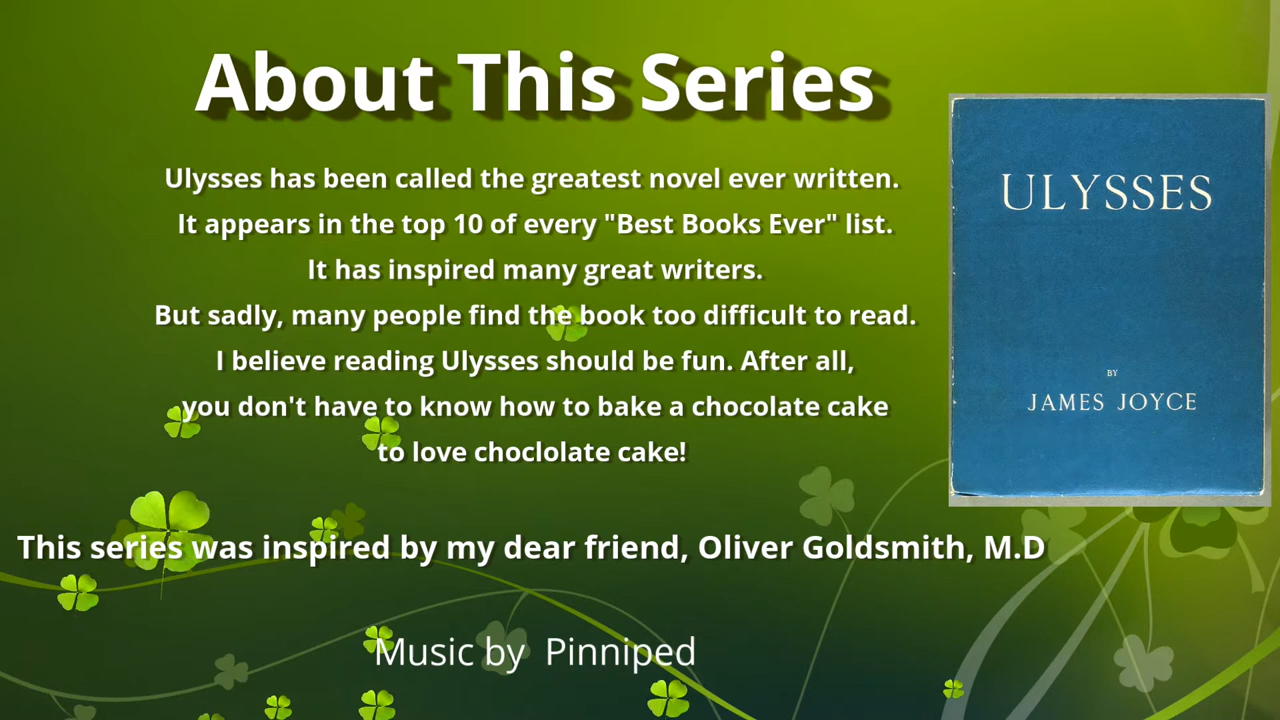 About This Series
Ulysses has been called the greatest novel ever written.
It appears in the top 10 of every "Best Books Ever" list.
It has inspired many great writers.
But sadly, many people find the book too difficult to read.
I believe reading Ulysses should be fun. After all,
you don't have to know how to bake a chocolate cake
to love choclolate cake!
This series was inspired by my dear friend, Oliver Goldsmith, M.D
Music by Pinniped
ULYSSES
BY
JAMES JOYCE